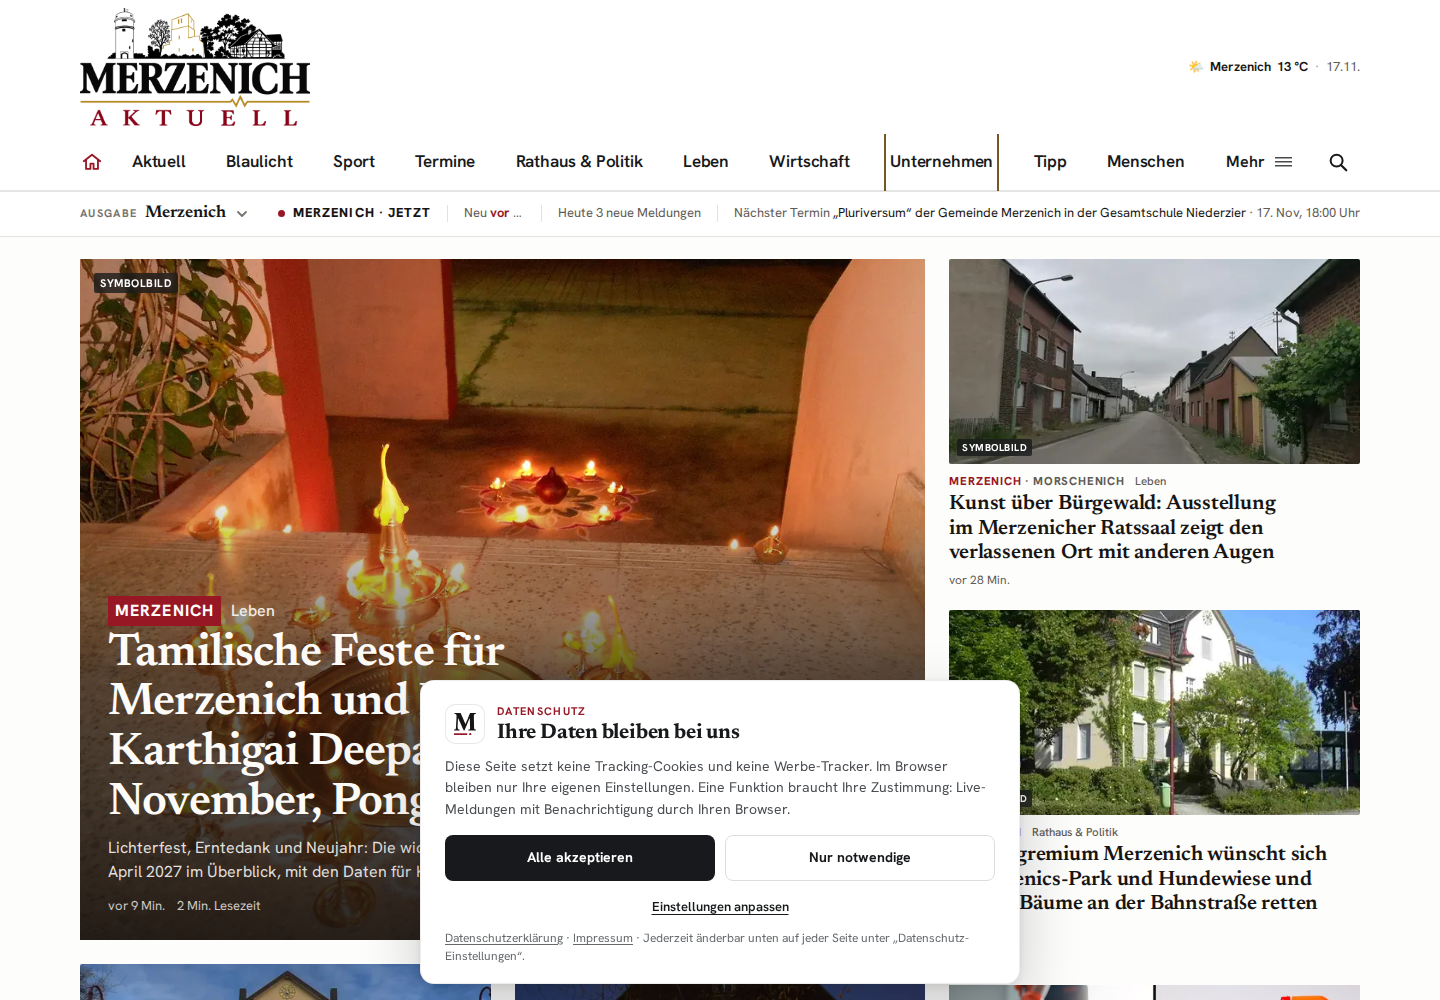 MERZENICH
AKTUELL
Merzenich 13 °C · 17.11.
Aktuell Blaulicht Sport Termine Rathaus & Politik Leben Wirtschaft Unternehmen Tipp Menschen Mehr
AUSGABE Merzenich
MERZENICH · JETZT
Neu vor ...
Heute 3 neue Meldungen
Nächster Termin „Pluriversum“ der Gemeinde Merzenich in der Gesamtschule Niederzier · 17. Nov, 18:00 Uhr
SYMBOLBILD
MERZENICH Leben
Tamilische Feste für
Merzenich und
Karthigai
November,
Lichterfest, Erntedank und Neujahr: Die
April 2027 im Überblick, mit den Daten für
vor 9 Min. 2 Min. Lesezeit
SYMBOLBILD
MERZENICH · MORSCHENICH Leben
Kunst über Bürgewald: Ausstellung
im Merzenicher Ratssaal zeigt den
verlassenen Ort mit anderen Augen
vor 28 Min.
Rathaus & Politik
Merzenich wünscht sich
und Hundewiese und
Bäume an der Bahnstraße retten
M
DATENSCHUTZ
Ihre Daten bleiben bei uns
Diese Seite setzt keine Tracking-Cookies und keine Werbe-Tracker. Im Browser
bleiben nur Ihre eigenen Einstellungen. Eine Funktion braucht Ihre Zustimmung: Live-
Meldungen mit Benachrichtigung durch Ihren Browser.
Alle akzeptieren
Nur notwendige
Einstellungen anpassen
Datenschutzerklärung · Impressum · Jederzeit änderbar unten auf jeder Seite unter „Datenschutz-
Einstellungen“.